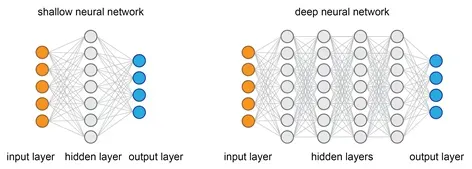 shallow neural network
deep neural network
input layer hidden layer output layer
input layer hidden layers output layer